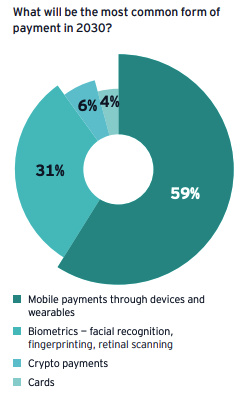 What will be the most common form of
payment in 2030?
6% 4%
31%
59%
Mobile payments through devices and
wearables
Biometrics – facial recognition,
fingerprinting, retinal scanning
Crypto payments
Cards